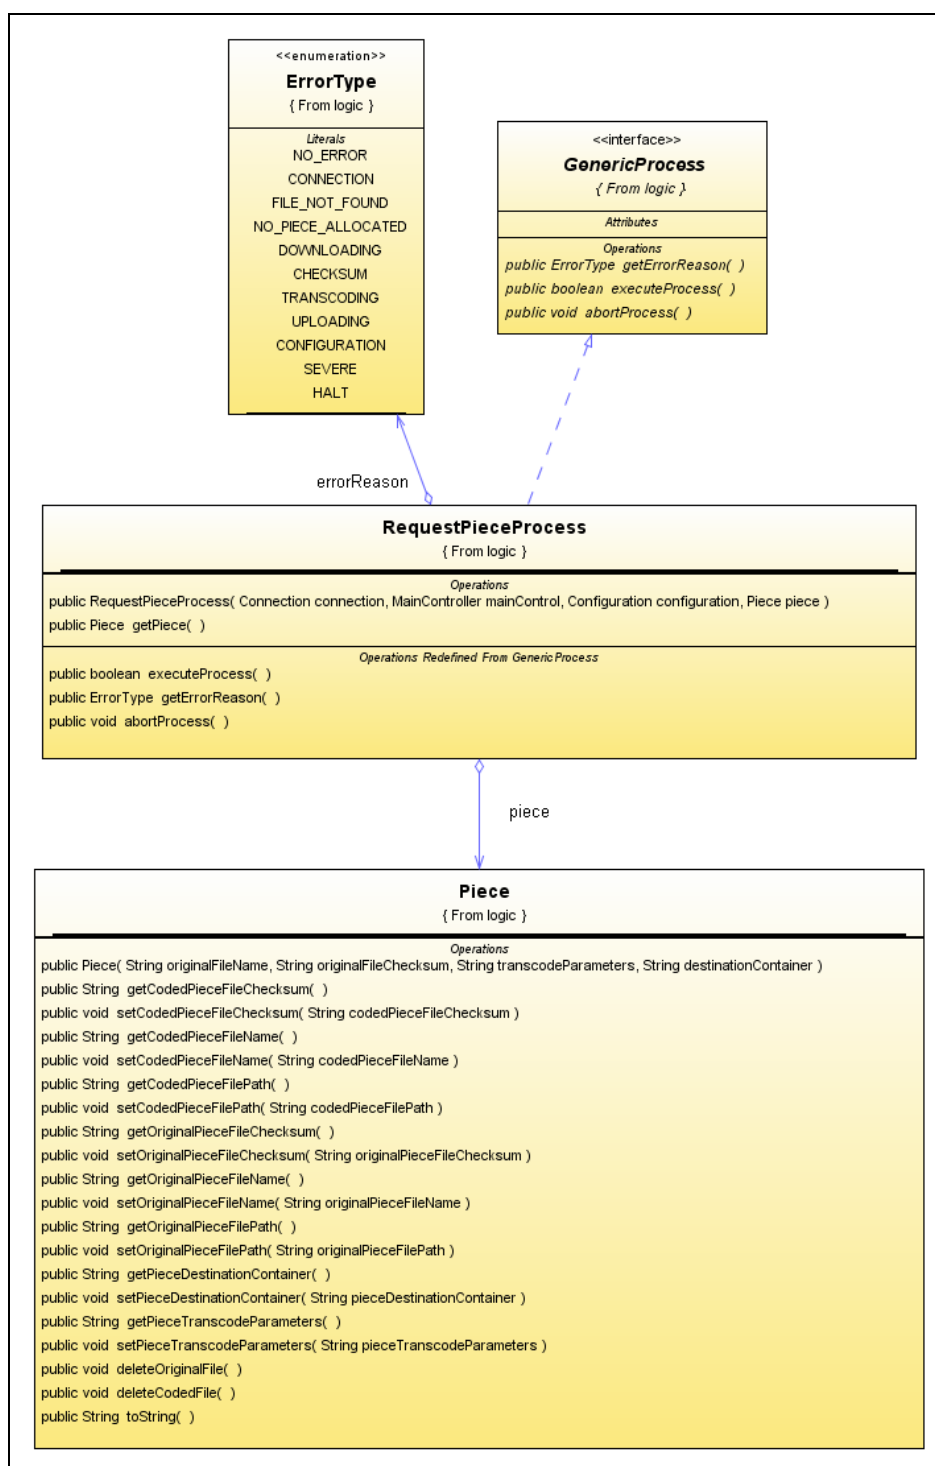 <<enumeration>>
ErrorType
{ From logic }
Literals
NO_ERROR
CONNECTION
FILE_NOT_FOUND
NO_PIECE_ALLOCATED
DOWNLOADING
CHECKSUM
TRANSCODING
UPLOADING
CONFIGURATION
SEVERE
HALT
<<interface>>
GenericProcess
{ From logic }
Attributes
Operations
public ErrorType getErrorReason( )
public boolean executeProcess( )
public void abortProcess( )
errorReason
RequestPieceProcess
{ From logic }
Operations
public RequestPieceProcess( Connection connection, MainController mainControl, Configuration configuration, Piece piece )
public Piece getPiece( )
Operations Redefined From GenericProcess
public boolean executeProcess( )
public ErrorType getErrorReason( )
public void abortProcess( )
piece
Piece
{ From logic }
Operations
public Piece( String originalFileName, String originalFileChecksum, String transcodeParameters, String destinationContainer )
public String getCodedPieceFileChecksum( )
public void setCodedPieceFileChecksum( String codedPieceFileChecksum )
public String getCodedPieceFileName( )
public void setCodedPieceFileName( String codedPieceFileName )
public String getCodedPieceFilePath( )
public void setCodedPieceFilePath( String codedPieceFilePath )
public String getOriginalPieceFileChecksum( )
public void setOriginalPieceFileChecksum( String originalPieceFileChecksum )
public String getOriginalPieceFileName( )
public void setOriginalPieceFileName( String originalPieceFileName )
public String getOriginalPieceFilePath( )
public void setOriginalPieceFilePath( String originalPieceFilePath )
public String getPieceDestinationContainer( )
public void setPieceDestinationContainer( String pieceDestinationContainer )
public String getPieceTranscodeParameters( )
public void setPieceTranscodeParameters( String pieceTranscodeParameters )
public void deleteOriginalFile( )
public void deleteCodedFile( )
public String toString( )